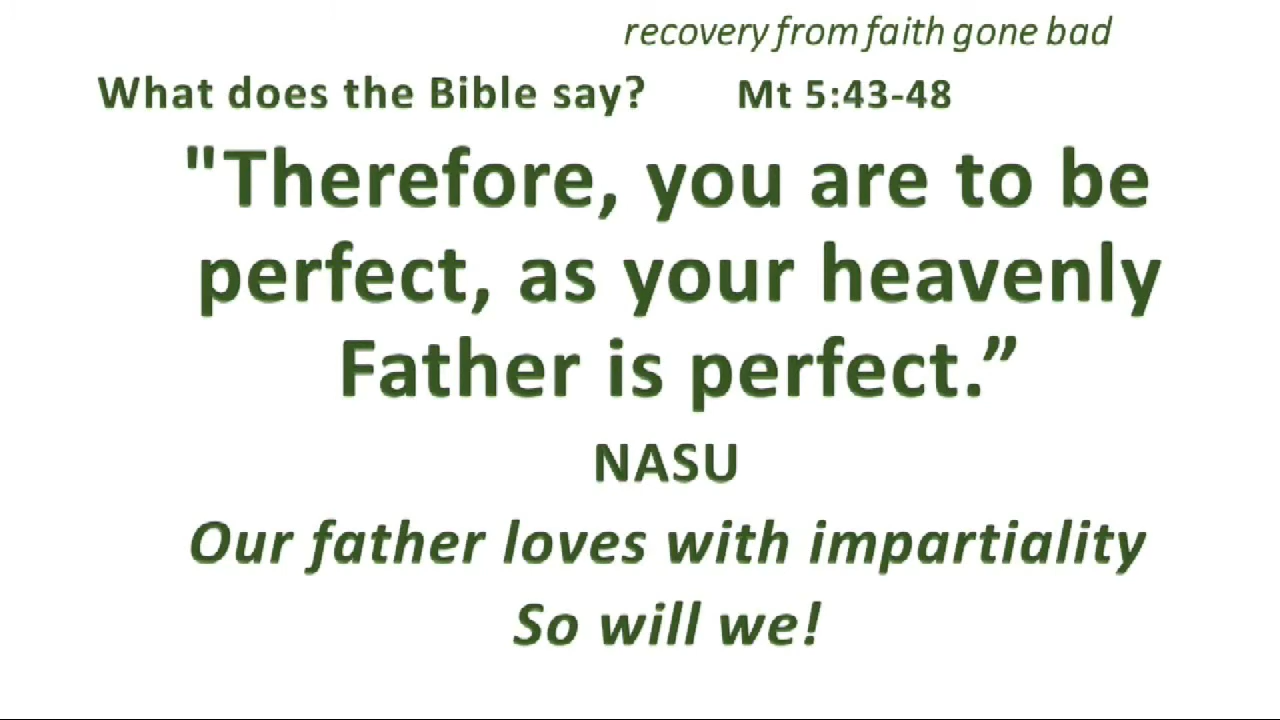 recovery from faith gone bad
What does the Bible say? Mt 5:43-48
"Therefore, you are to be
perfect, as your heavenly
Father is perfect.”
NASU
Our father loves with impartiality
So will we!